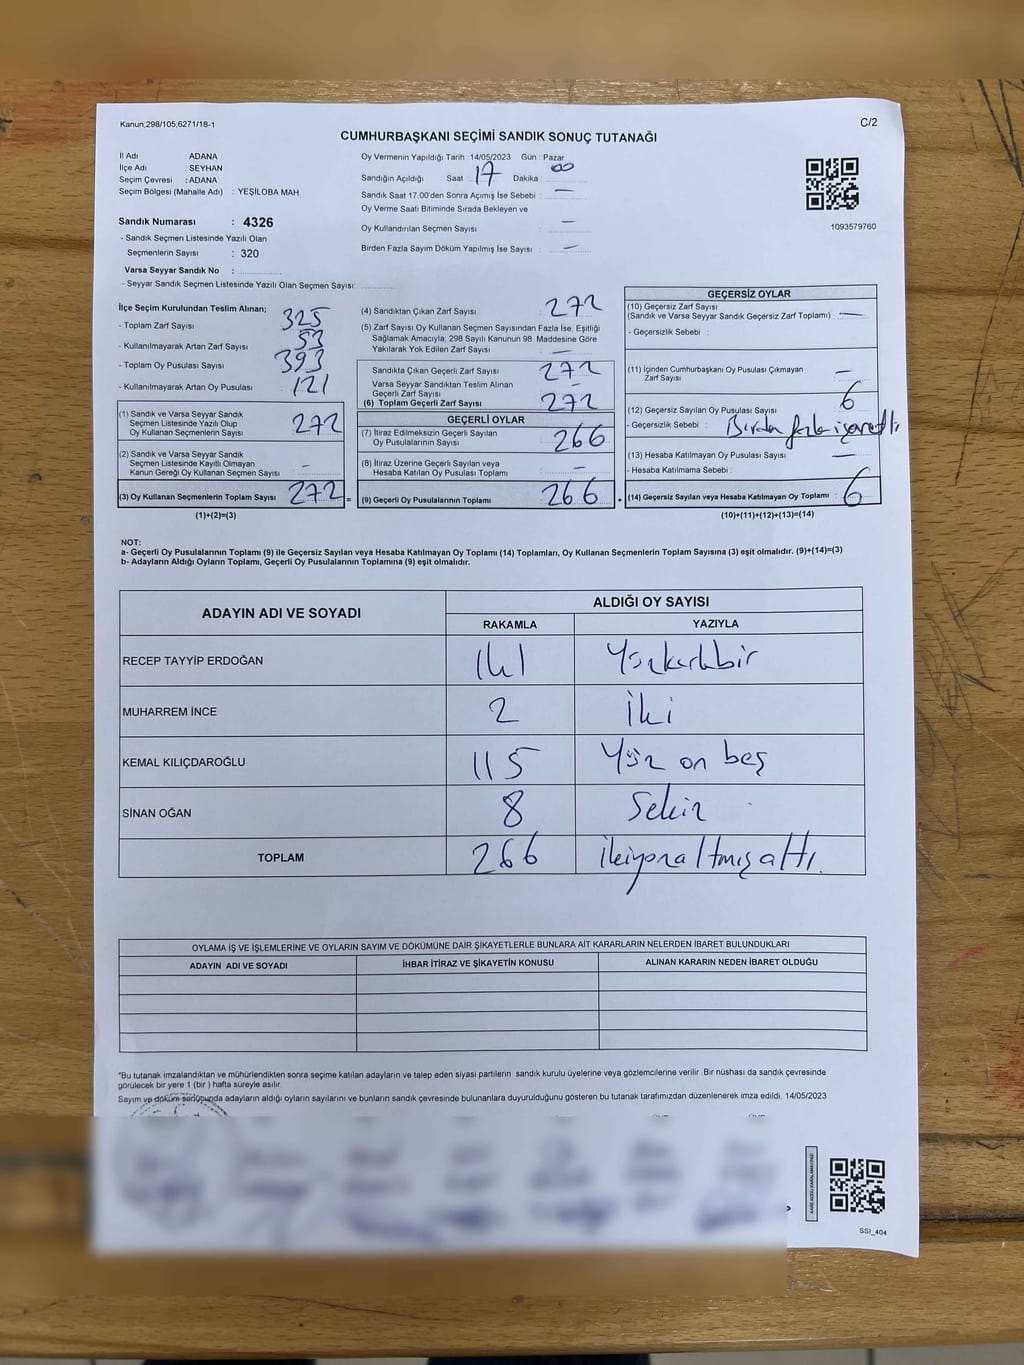 Kanun;298/105,6271/18-1
C/2
CUMHURBAŞKANI SEÇİMİ SANDIK SONUÇ TUTANAĞI
İl Adı : ADANA
İlçe Adı : SEYHAN
Seçim Çevresi : ADANA
Seçim Bölgesi (Mahalle Adı) : YEŞİLOBA MAH.
Sandık Numarası : 4326
- Sandık Seçmen Listesinde Yazılı Olan
Seçmenlerin Sayısı : 320
Varsa Seyyar Sandık No :
- Seyyar Sandık Seçmen Listesinde Yazılı Olan Seçmen Sayısı:
Oy Vermenin Yapıldığı Tarih : 14/05/2023 Gün : Pazar
Sandığın Açıldığı Saat : 17 Dakika : 00
Sandık Saat 17.00'den Sonra Açımış İse Sebebi : —
Oy Verme Saati Bitiminde Sırada Bekleyen ve
Oy Kullandırılan Seçmen Sayısı : —
Birden Fazla Sayım Döküm Yapılmış İse Sayısı : —
1093579760
İlçe Seçim Kurulundan Teslim Alınan;
- Toplam Zarf Sayısı : 325
- Kullanılmayarak Artan Zarf Sayısı : 53
- Toplam Oy Pusulası Sayısı : 393
- Kullanılmayarak Artan Oy Pusulası : 121
(1) Sandık ve Varsa Seyyar Sandık
Seçmen Listesinde Yazılı Olup
Oy Kullanan Seçmenlerin Sayısı : 272
(2) Sandık ve Varsa Seyyar Sandık
Seçmen Listesinde Kayıtlı Olmayan
Kanun Gereği Oy Kullanan Seçmen Sayısı : -
(3) Oy Kullanan Seçmenlerin Toplam Sayısı : 272 =
(1)+(2)=(3)
(4) Sandıktan Çıkan Zarf Sayısı : 272
(5) Zarf Sayısı Oy Kullanan Seçmen Sayısından Fazla İse, Eşitliği
Sağlamak Amacıyla; 298 Sayılı Kanunun 98. Maddesine Göre
Yakılarak Yok Edilen Zarf Sayısı : —
Sandıkta Çıkan Geçerli Zarf Sayısı : 272
Varsa Seyyar Sandıktan Teslim Alınan
Geçerli Zarf Sayısı : -
(6) Toplam Geçerli Zarf Sayısı : 272
GEÇERLİ OYLAR
(7) İtiraz Edilmeksizin Geçerli Sayılan
Oy Pusulalarının Sayısı : 266
(8) İtiraz Üzerine Geçerli Sayılan veya
Hesaba Katılan Oy Pusulası Toplamı : —
(9) Geçerli Oy Pusulalarının Toplamı : 266 +
GEÇERSİZ OYLAR
(10) Geçersiz Zarf Sayısı
(Sandık ve Varsa Seyyar Sandık Geçersiz Zarf Toplamı) : —
- Geçersizlik Sebebi :
(11) İçinden Cumhurbaşkanı Oy Pusulası Çıkmayan
Zarf Sayısı : —
(12) Geçersiz Sayılan Oy Pusulası Sayısı : 6
- Geçersizlik Sebebi : Birden fazla işaretli
(13) Hesaba Katılmayan Oy Pusulası Sayısı : —
- Hesaba Katılmama Sebebi :
(14) Geçersiz Sayılan veya Hesaba Katılmayan Oy Toplamı : 6
(10)+(11)+(12)+(13)=(14)
NOT:
a- Geçerli Oy Pusulalarının Toplamı (9) ile Geçersiz Sayılan veya Hesaba Katılmayan Oy Toplamı (14) Toplamları, Oy Kullanan Seçmenlerin Toplam Sayısına (3) eşit olmalıdır. (9)+(14)=(3)
b- Adayların Aldığı Oyların Toplamı, Geçerli Oy Pusulalarının Toplamına (9) eşit olmalıdır.
ADAYIN ADI VE SOYADI
ALDIĞI OY SAYISI
RAKAMLA YAZIYLA
RECEP TAYYİP ERDOĞAN 141 Yüzkırkbir
MUHARREM İNCE 2 İki
KEMAL KILIÇDAROĞLU 115 Yüz on beş
SİNAN OĞAN 8 Sekiz
TOPLAM 266 ikiyüzaltmışaltı.
OYLAMA İŞ VE İŞLEMLERİNE VE OYLARIN SAYIM VE DÖKÜMÜNE DAİR ŞİKAYETLERLE BUNLARA AİT KARARLARIN NELERDEN İBARET BULUNDUKLARI
ADAYIN ADI VE SOYADI İHBAR İTİRAZ VE ŞİKAYETİN KONUSU ALINAN KARARIN NEDEN İBARET OLDUĞU
*Bu tutanak imzalandıktan ve mühürlendikten sonra seçime katılan adayların ve talep eden siyasi partilerin sandık kurulu üyelerine veya gözlemcilerine verilir. Bir nüshası da sandık çevresinde
görülecek bir yere 1 (bir ) hafta süreyle asılır.
Sayım ve döküm sonucunda adayların aldığı oyların sayılarını ve bunların sandık çevresinde bulunanlara duyurulduğunu gösteren bu tutanak tarafımızdan düzenlenerek imza edildi. 14/05/2023
SSI_404